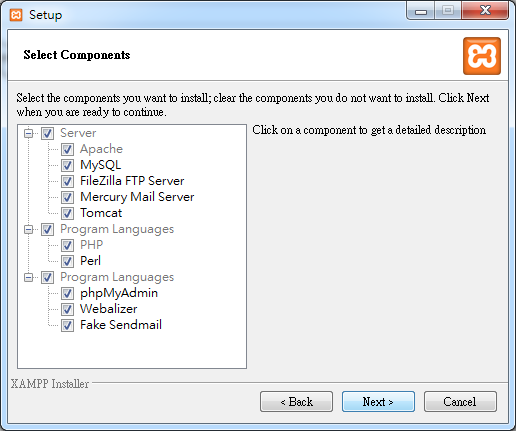 Setup
Select Components
Select the components you want to install; clear the components you do not want to install. Click Next
when you are ready to continue.
Server
Apache
MySQL
FileZilla FTP Server
Mercury Mail Server
Tomcat
Program Languages
PHP
Perl
Program Languages
phpMyAdmin
Webalizer
Fake Sendmail
Click on a component to get a detailed description
XAMPP Installer
< Back
Next >
Cancel